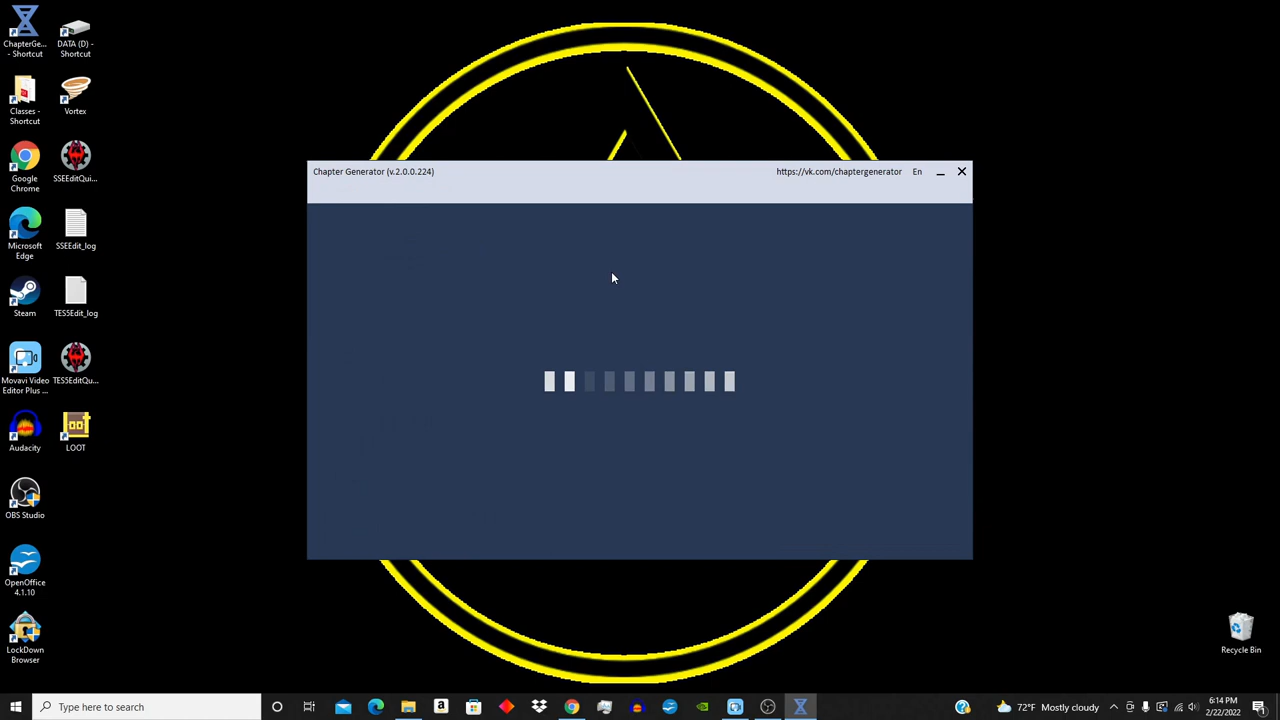 ChapterGe...
- Shortcut
DATA (D) -
Shortcut
Classes -
Shortcut
Vortex
Google
Chrome
SSEEditQui...
Microsoft
Edge
SSEEdit_log
Steam
TES5Edit_log
Movavi Video
Editor Plus ...
TES5EditQu...
Audacity
LOOT
OBS Studio
OpenOffice
4.1.10
LockDown
Browser
Chapter Generator (v.2.0.0.224)
https://vk.com/chaptergenerator
En
Recycle Bin
Type here to search
72°F Mostly cloudy
6:14 PM
2/22/2022